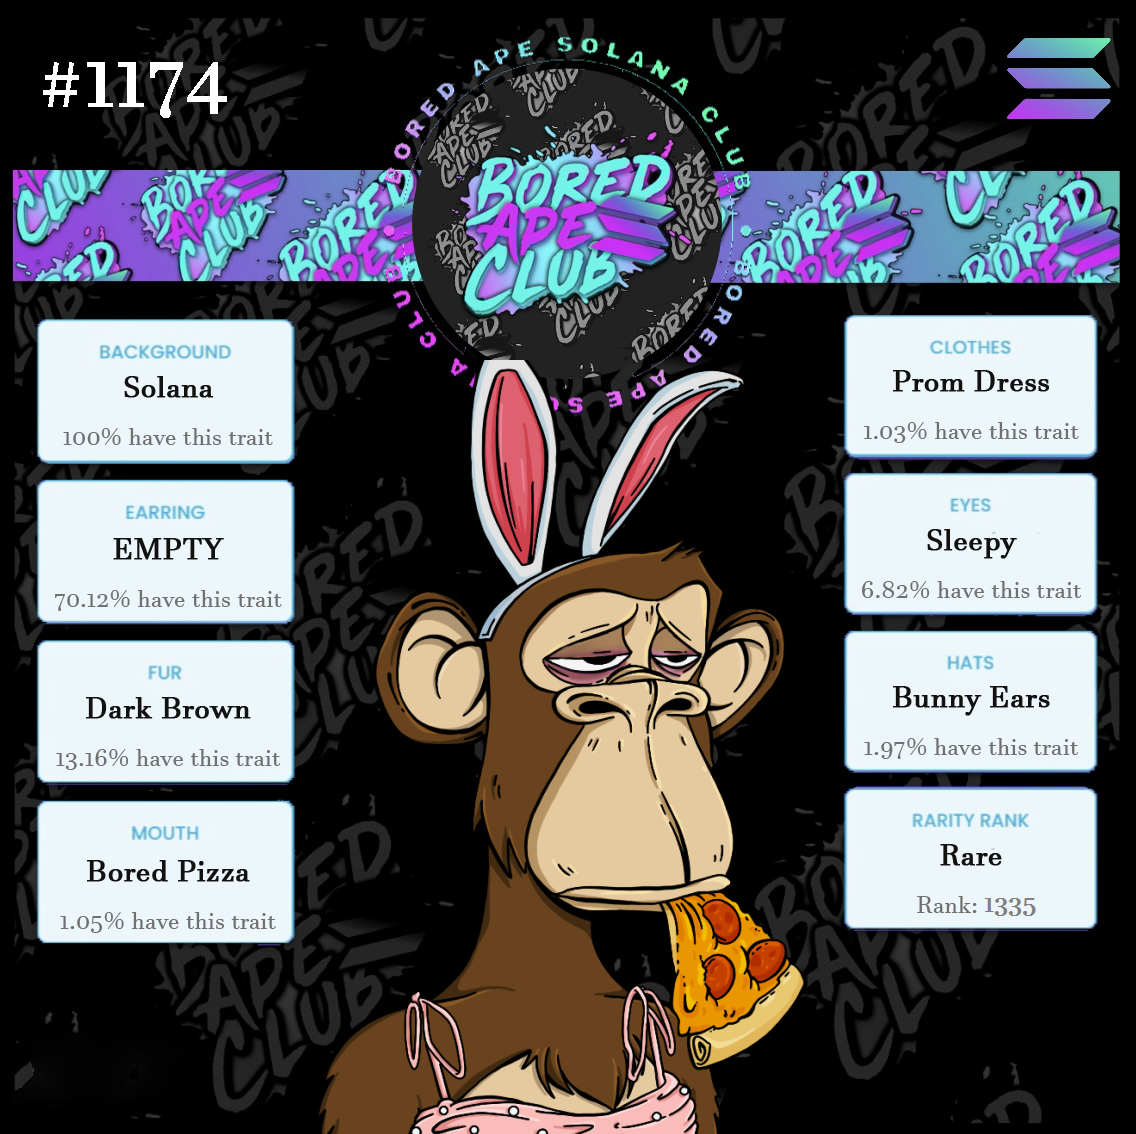 #1174
BORED APE SOLANA CLUB
BORED
APE
CLUB
BACKGROUND
Solana
100% have this trait
EARRING
EMPTY
70.12% have this trait
FUR
Dark Brown
13.16% have this trait
MOUTH
Bored Pizza
1.05% have this trait
CLOTHES
Prom Dress
1.03% have this trait
EYES
Sleepy
6.82% have this trait
HATS
Bunny Ears
1.97% have this trait
RARITY RANK
Rare
Rank: 1335